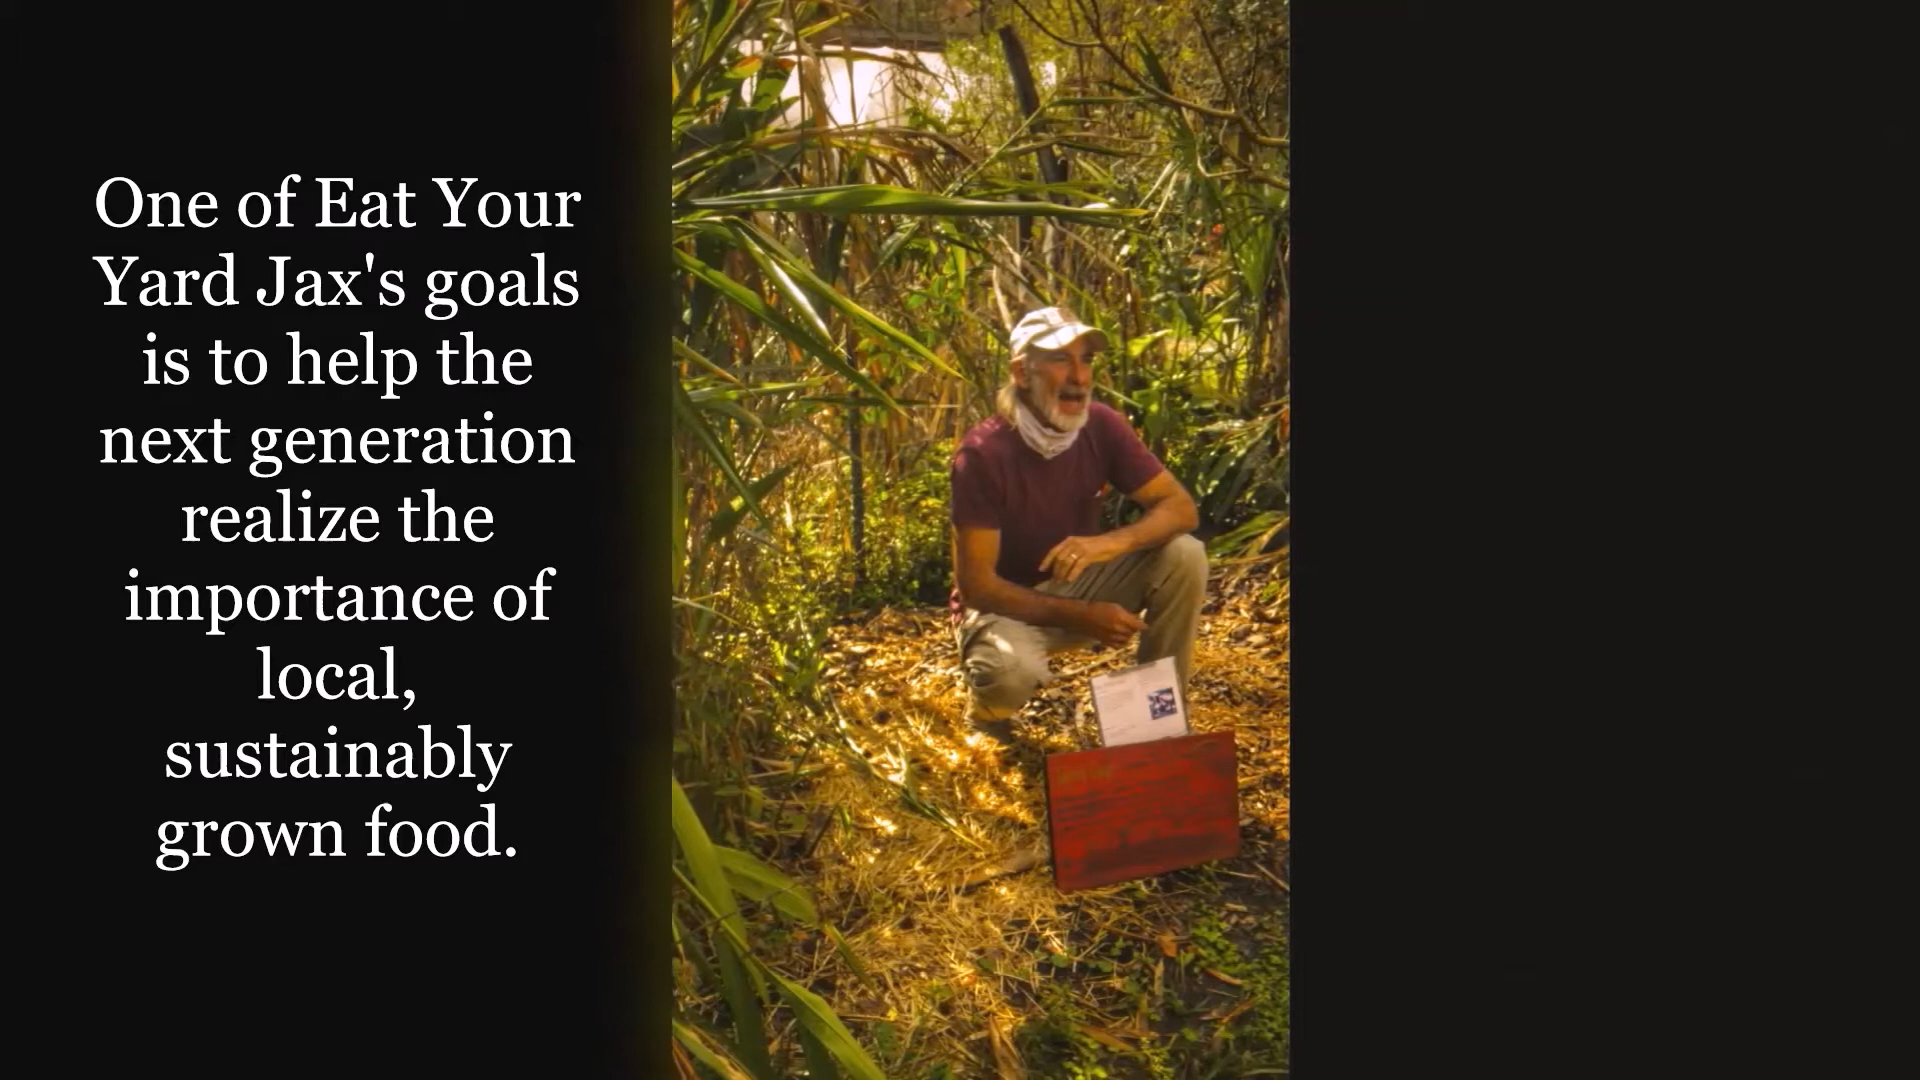 One of Eat Your
Yard Jax's goals
is to help the
next generation
realize the
importance of
local,
sustainably
grown food.